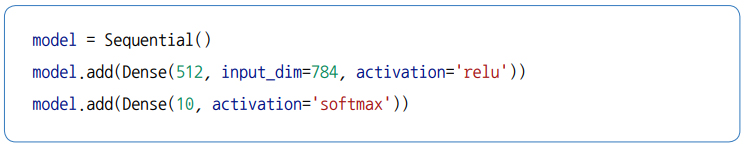 model = Sequential()
model.add(Dense(512, input_dim=784, activation='relu'))
model.add(Dense(10, activation='softmax'))